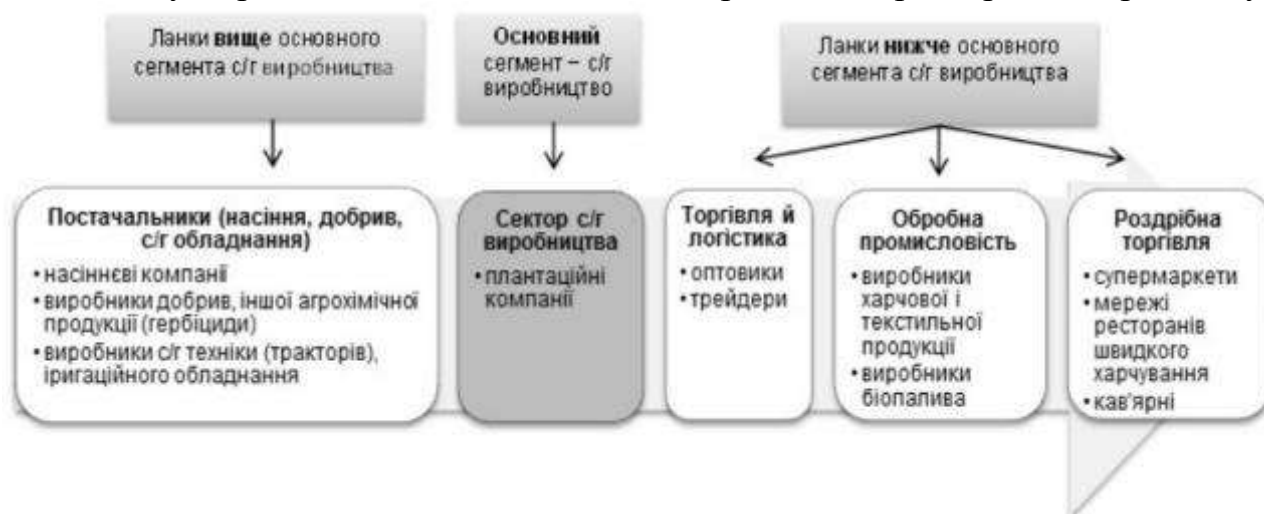 Ланки вище основного
сегмента с/г виробництва
Основний
сегмент – с/г
виробництво
Ланки нижче основного
сегмента с/г виробництва
Постачальники (насіння, добрив,
с/г обладнання)
•насіннєві компанії
•виробники добрив, іншої агрохімічної
продукції (гербіциди)
•виробники с/г техніки (тракторів),
іригаційного обладнання
Сектор с/г
виробництва
•плантаційні
компанії
Торгівля й
логістика
•оптовики
•трейдери
Обробна
промисловість
•виробники
харчової і
текстильної
продукції
•виробники
біопалива
Роздрібна
торгівля
•супермаркети
•мережі
ресторанів
швидкого
харчування
•кав'ярні